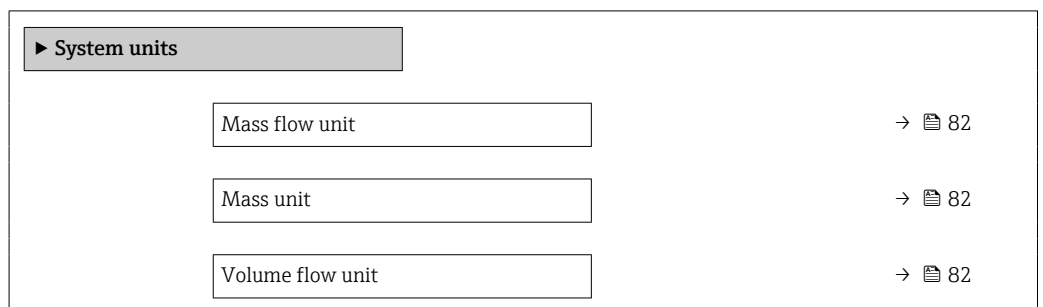 ▶ System units
Mass flow unit → 82
Mass unit → 82
Volume flow unit → 82